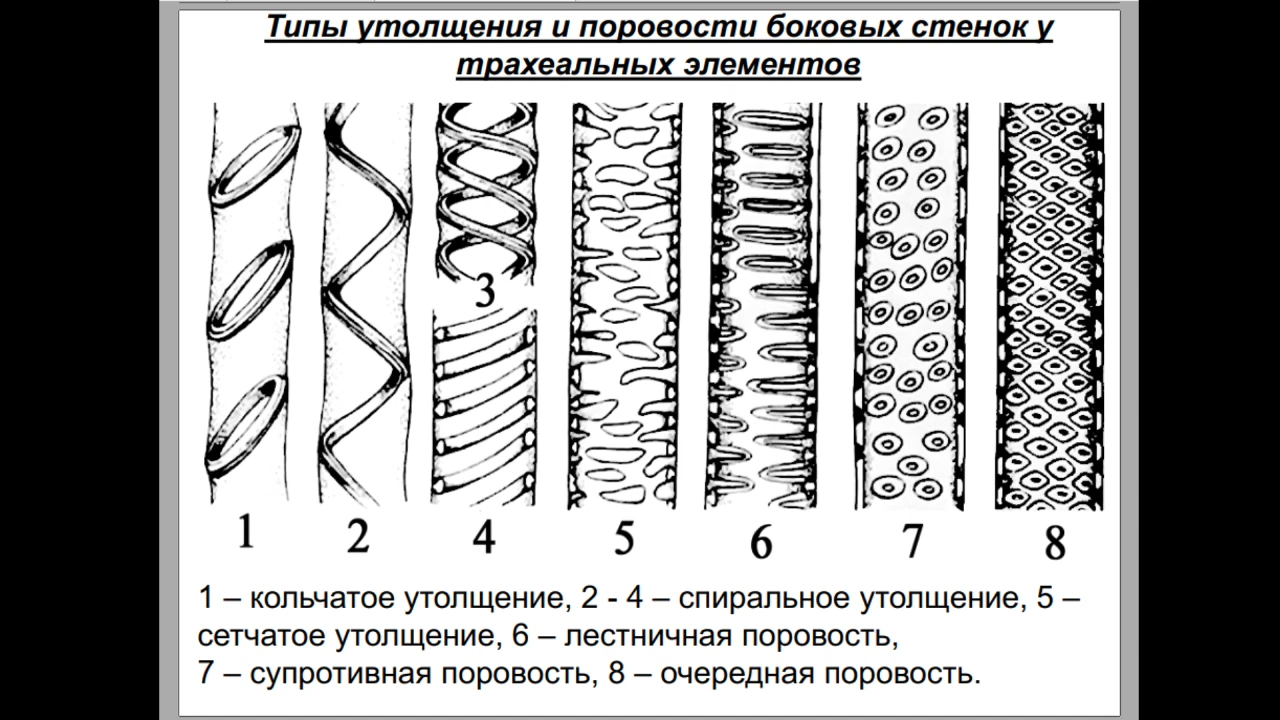 Типы утолщения и поровости боковых стенок у
трахеальных элементов
3
1 2 4 5 6 7 8
1 – кольчатое утолщение, 2 - 4 – спиральное утолщение, 5 –
сетчатое утолщение, 6 – лестничная поровость,
7 – супротивная поровость, 8 – очередная поровость.